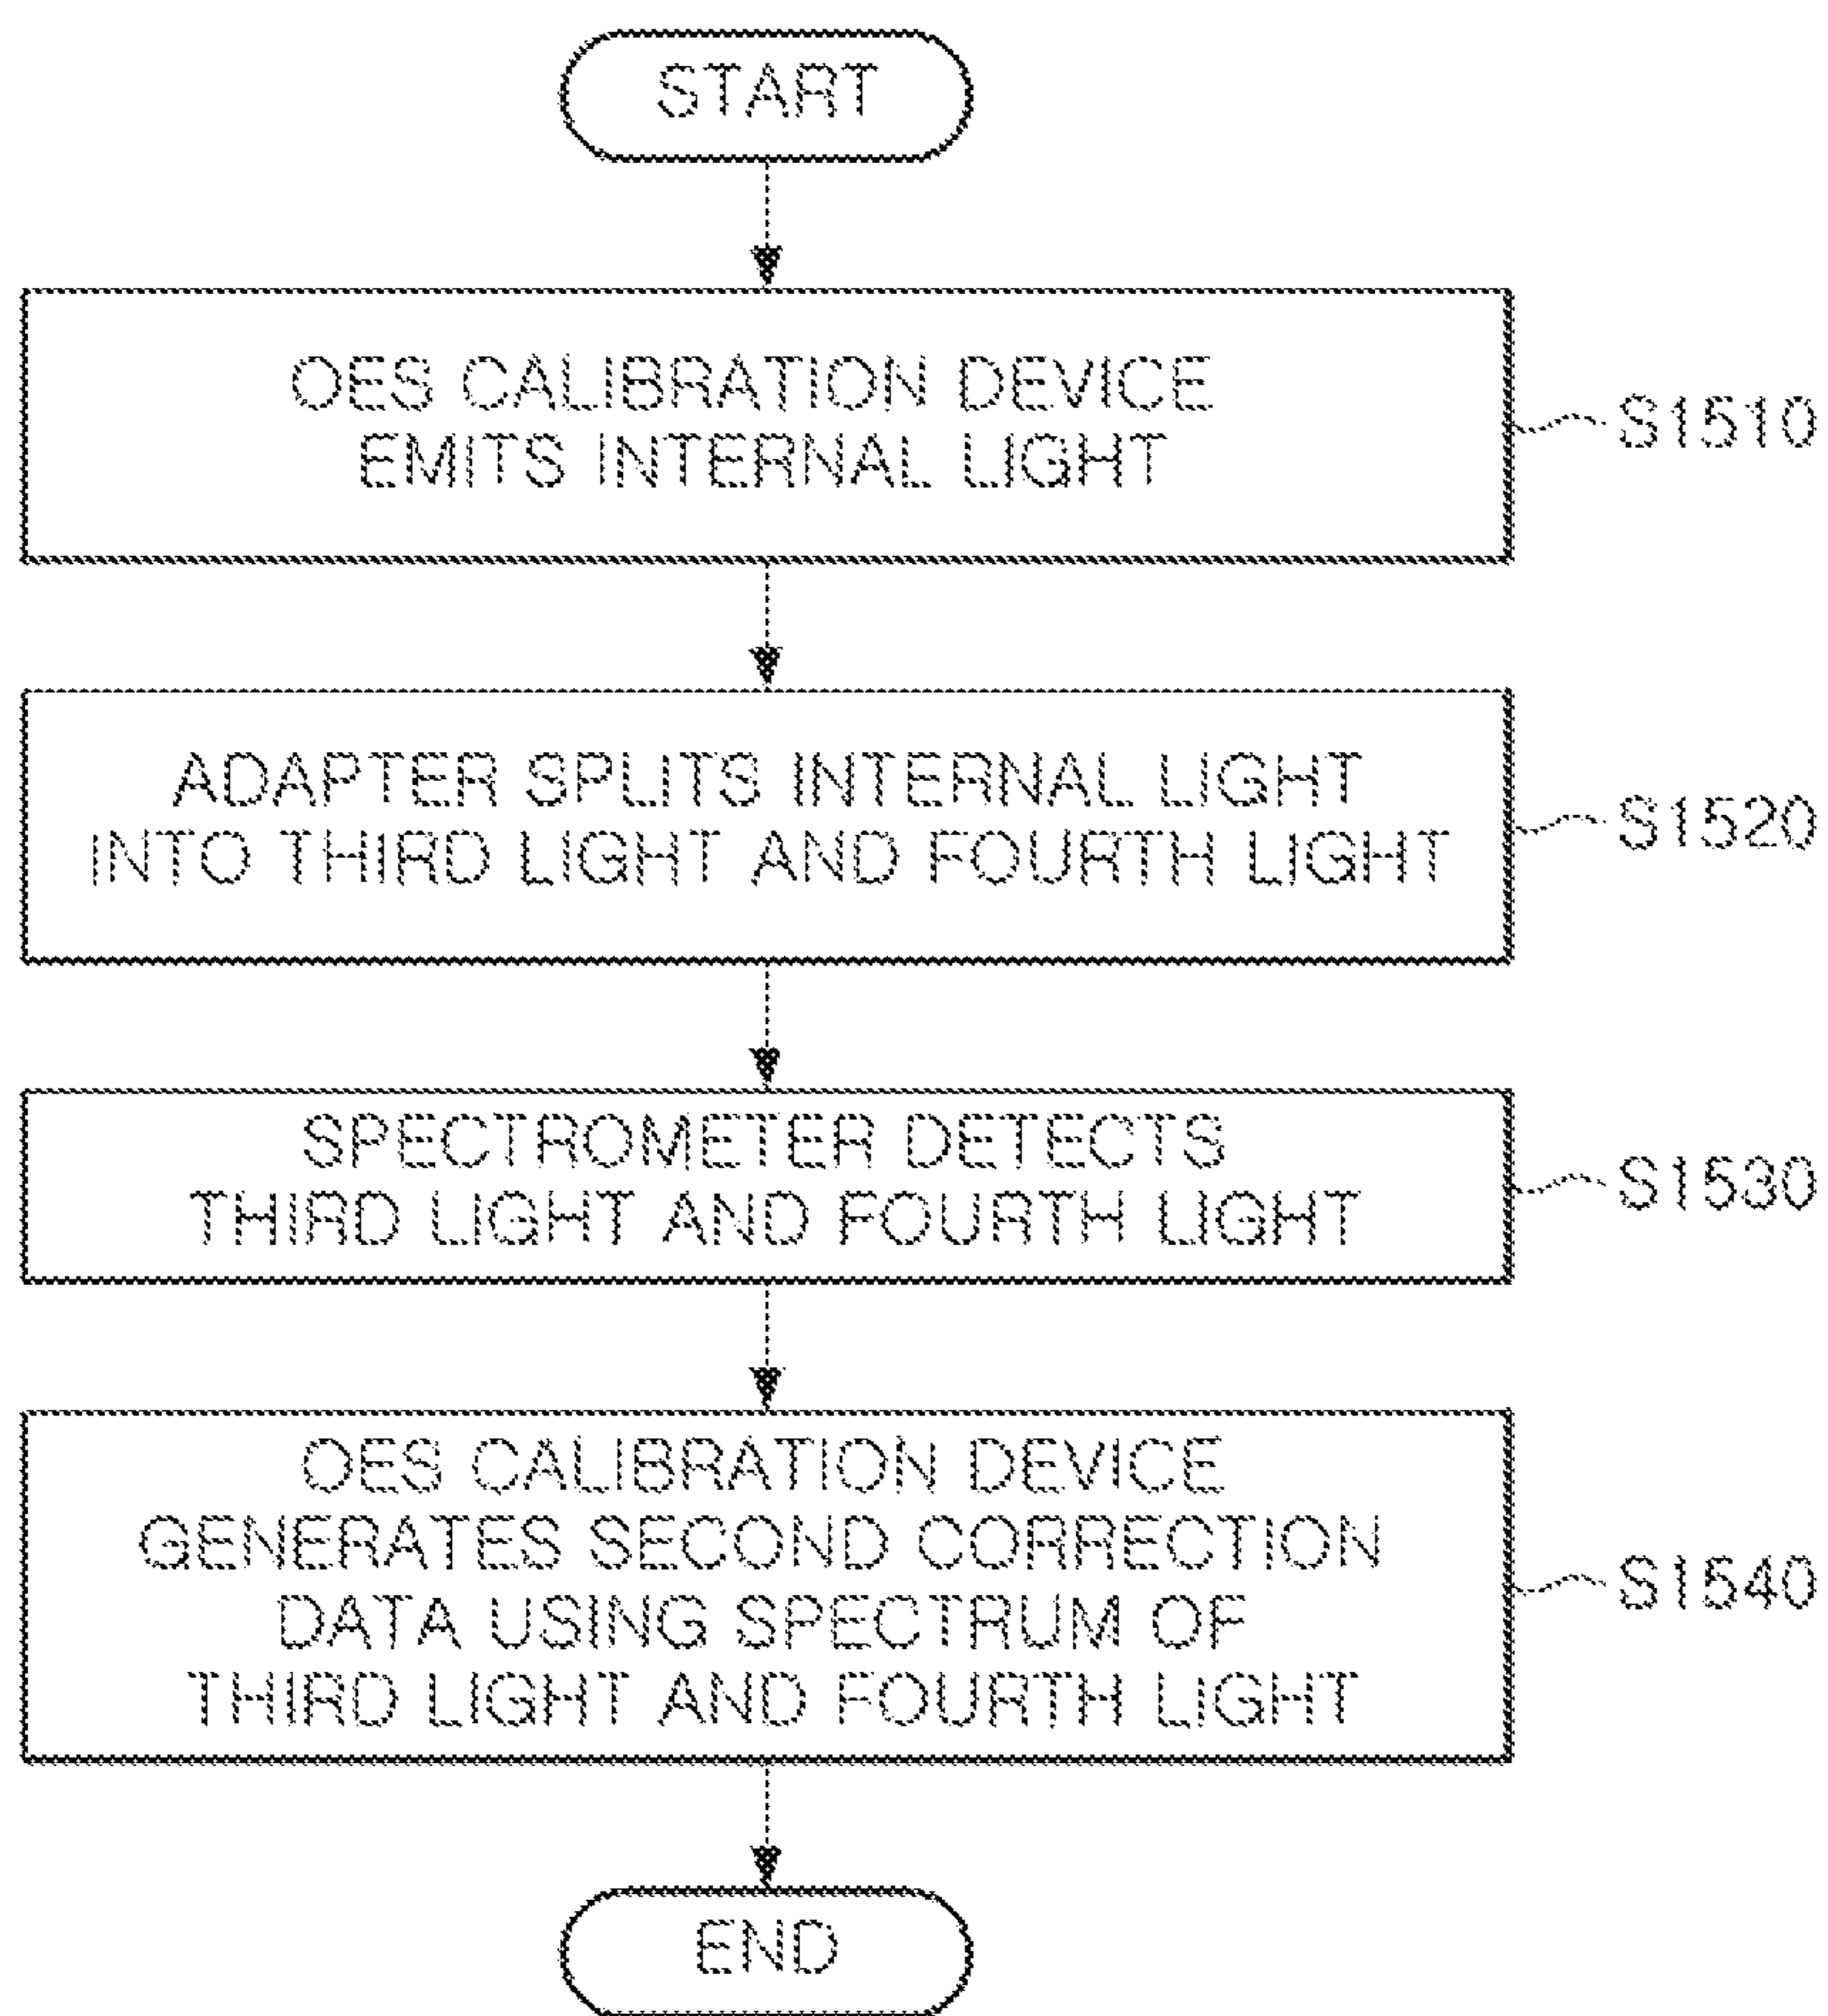 START
OES CALIBRATION DEVICE
EMITS INTERNAL LIGHT
S1510
ADAPTER SPLITS INTERNAL LIGHT
INTO THIRD LIGHT AND FOURTH LIGHT
S1520
SPECTROMETER DETECTS
THIRD LIGHT AND FOURTH LIGHT
S1530
OES CALIBRATION DEVICE
GENERATES SECOND CORRECTION
DATA USING SPECTRUM OF
THIRD LIGHT AND FOURTH LIGHT
S1540
END